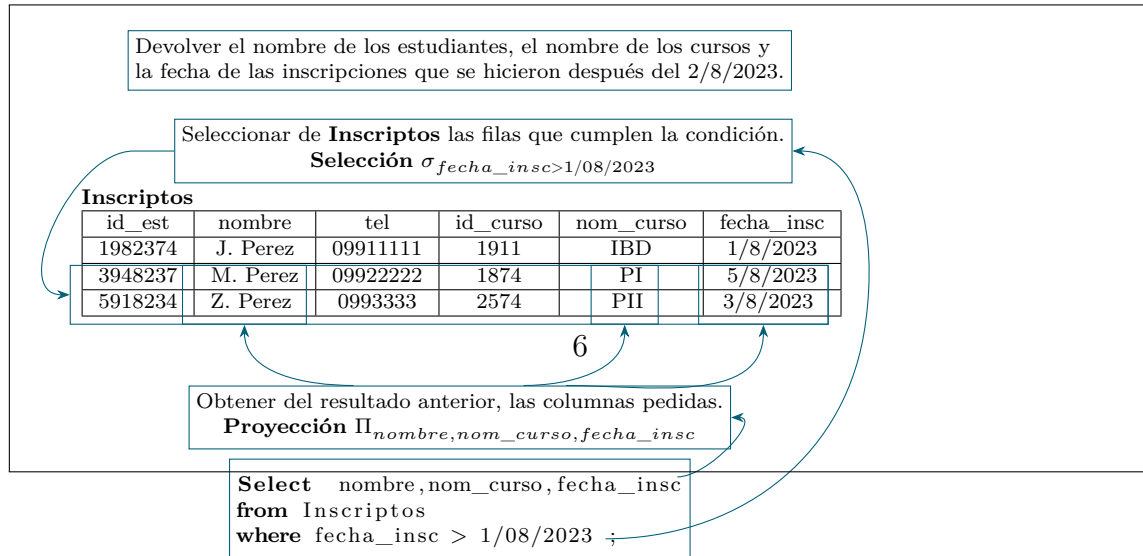 Devolver el nombre de los estudiantes, el nombre de los cursos y
la fecha de las inscripciones que se hicieron después del 2/8/2023.
Seleccionar de Inscriptos las filas que cumplen la condición.
Selección σ_fecha_insc>1/08/2023
Inscriptos
id_est nombre tel id_curso nom_curso fecha_insc
1982374 J. Perez 09911111 1911 IBD 1/8/2023
3948237 M. Perez 09922222 1874 PI 5/8/2023
5918234 Z. Perez 0993333 2574 PII 3/8/2023
6
Obtener del resultado anterior, las columnas pedidas.
Proyección Π_nombre,nom_curso,fecha_insc
Select nombre,nom_curso,fecha_insc
from Inscriptos
where fecha_insc > 1/08/2023 ;